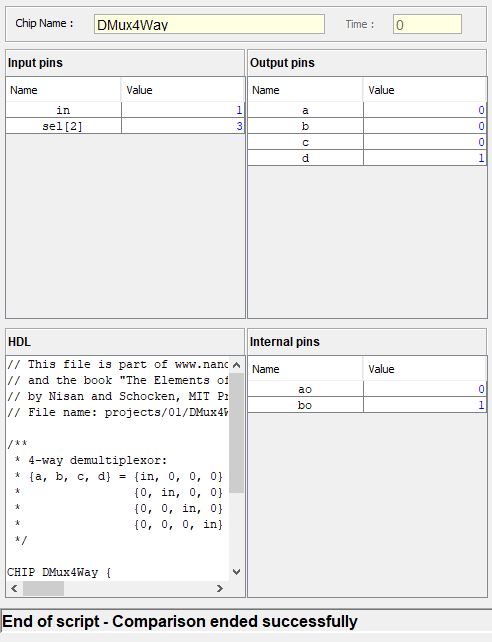 Chip Name : DMux4Way Time : 0
Input pins Output pins
Name Value Name Value
in 1 a 0
sel[2] 3 b 0
c 0
d 1
HDL Internal pins
// This file is part of www.nanc Name Value
// and the book "The Elements of ao 0
// by Nisan and Schocken, MIT Pr bo 1
// File name: projects/01/DMux4W
/**
* 4-way demultiplexor:
* {a, b, c, d} = {in, 0, 0, 0}
* {0, in, 0, 0}
* {0, 0, in, 0}
* {0, 0, 0, in}
*/
CHIP DMux4Way {
End of script - Comparison ended successfully